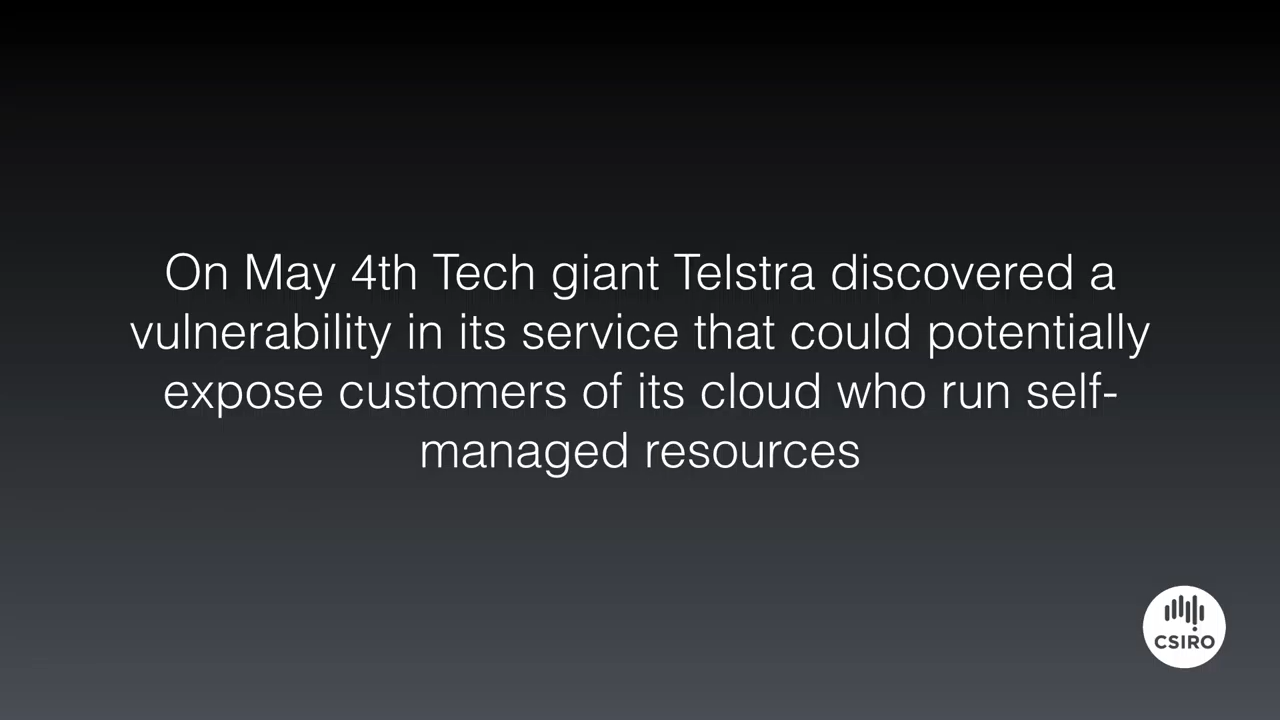 On May 4th Tech giant Telstra discovered a
vulnerability in its service that could potentially
expose customers of its cloud who run self-
managed resources
CSIRO